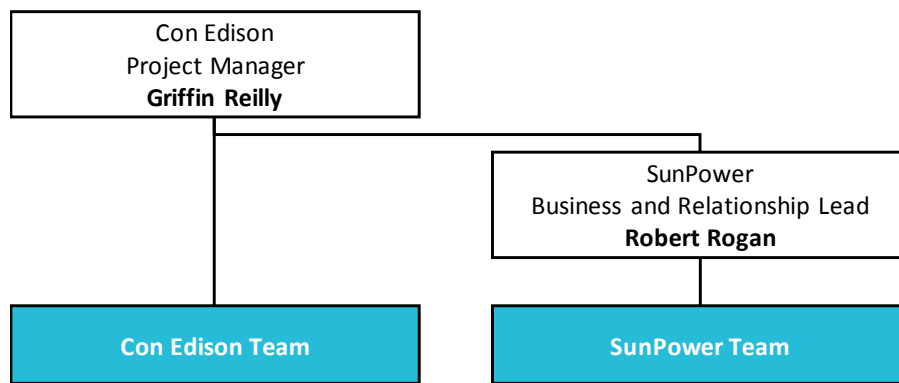 Con Edison
Project Manager
Griffin Reilly
SunPower
Business and Relationship Lead
Robert Rogan
Con Edison Team
SunPower Team